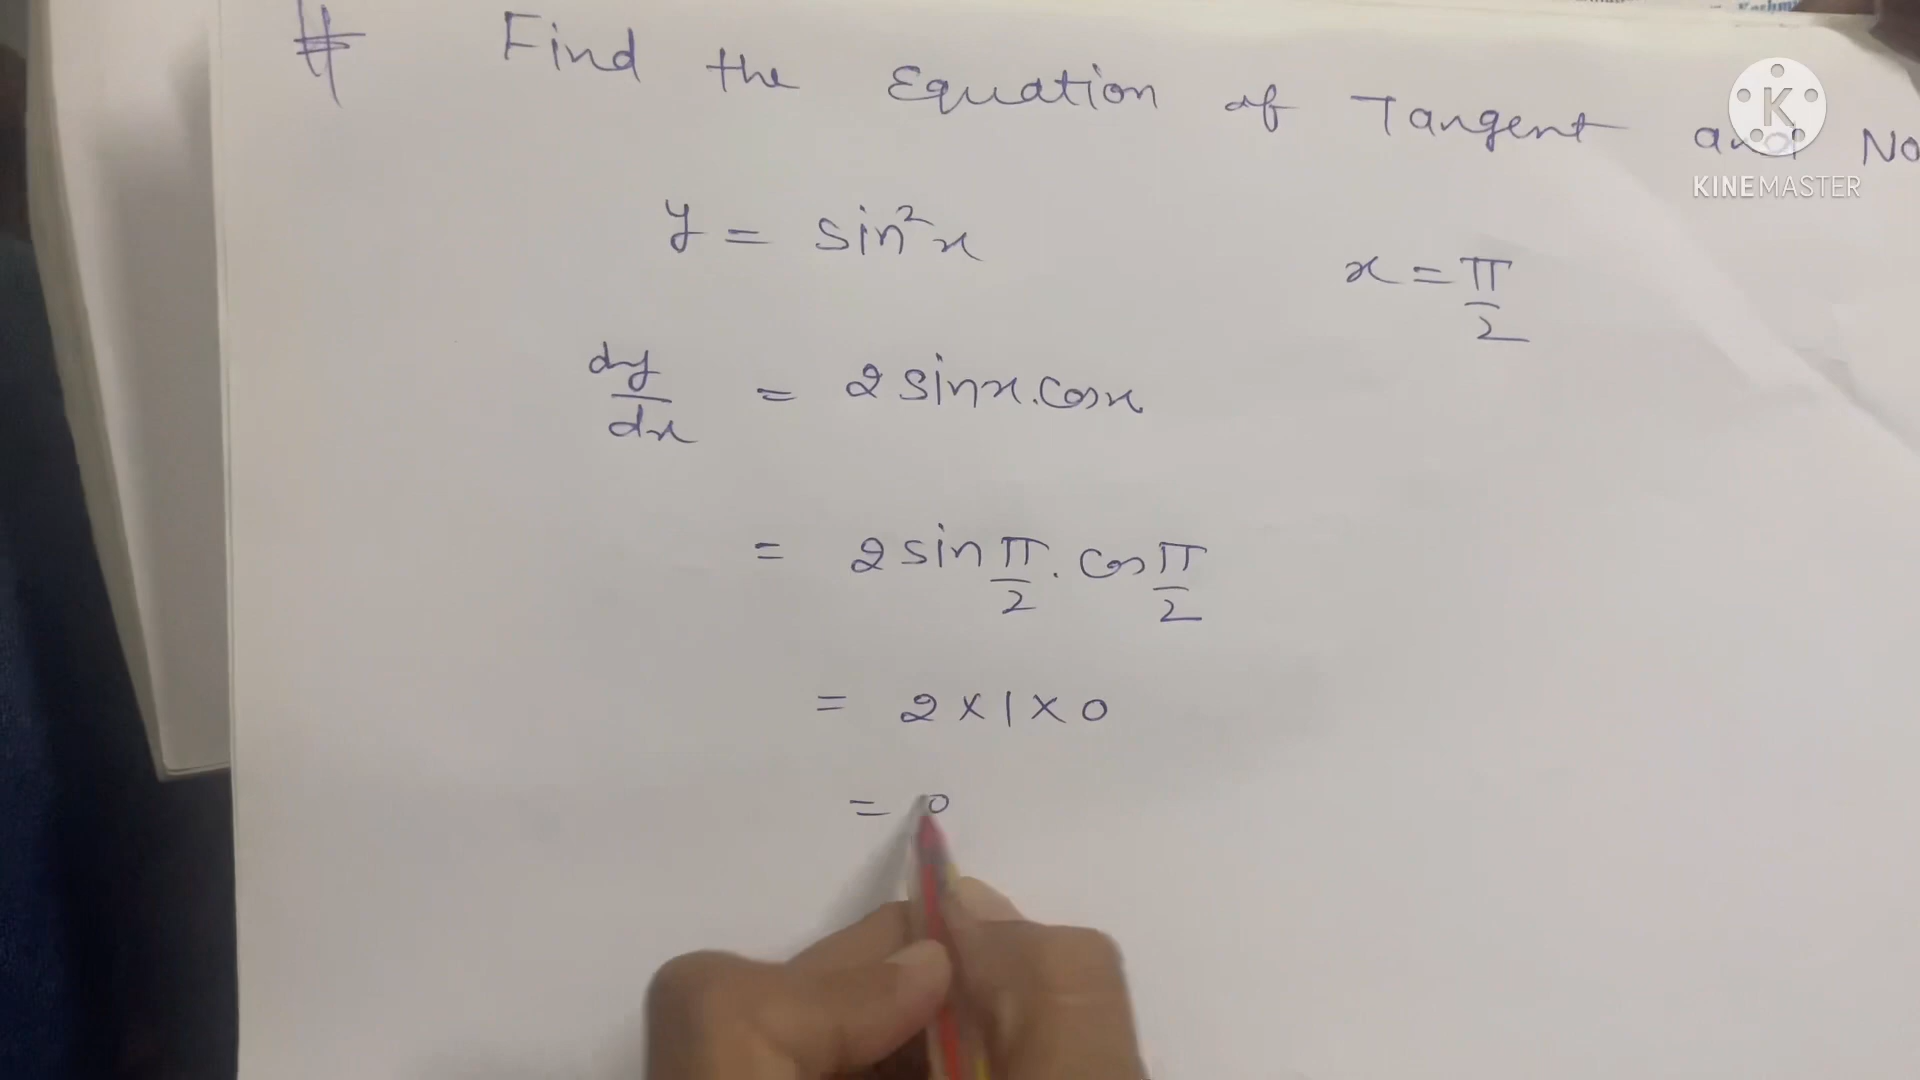 # Find the Equation of Tangent and No
y = sin²x
x = π/2
dy/dx = 2 sinx.cosx
= 2 sin π/2 . cos π/2
= 2 × 1 × 0
= 0
K
KINEMASTER